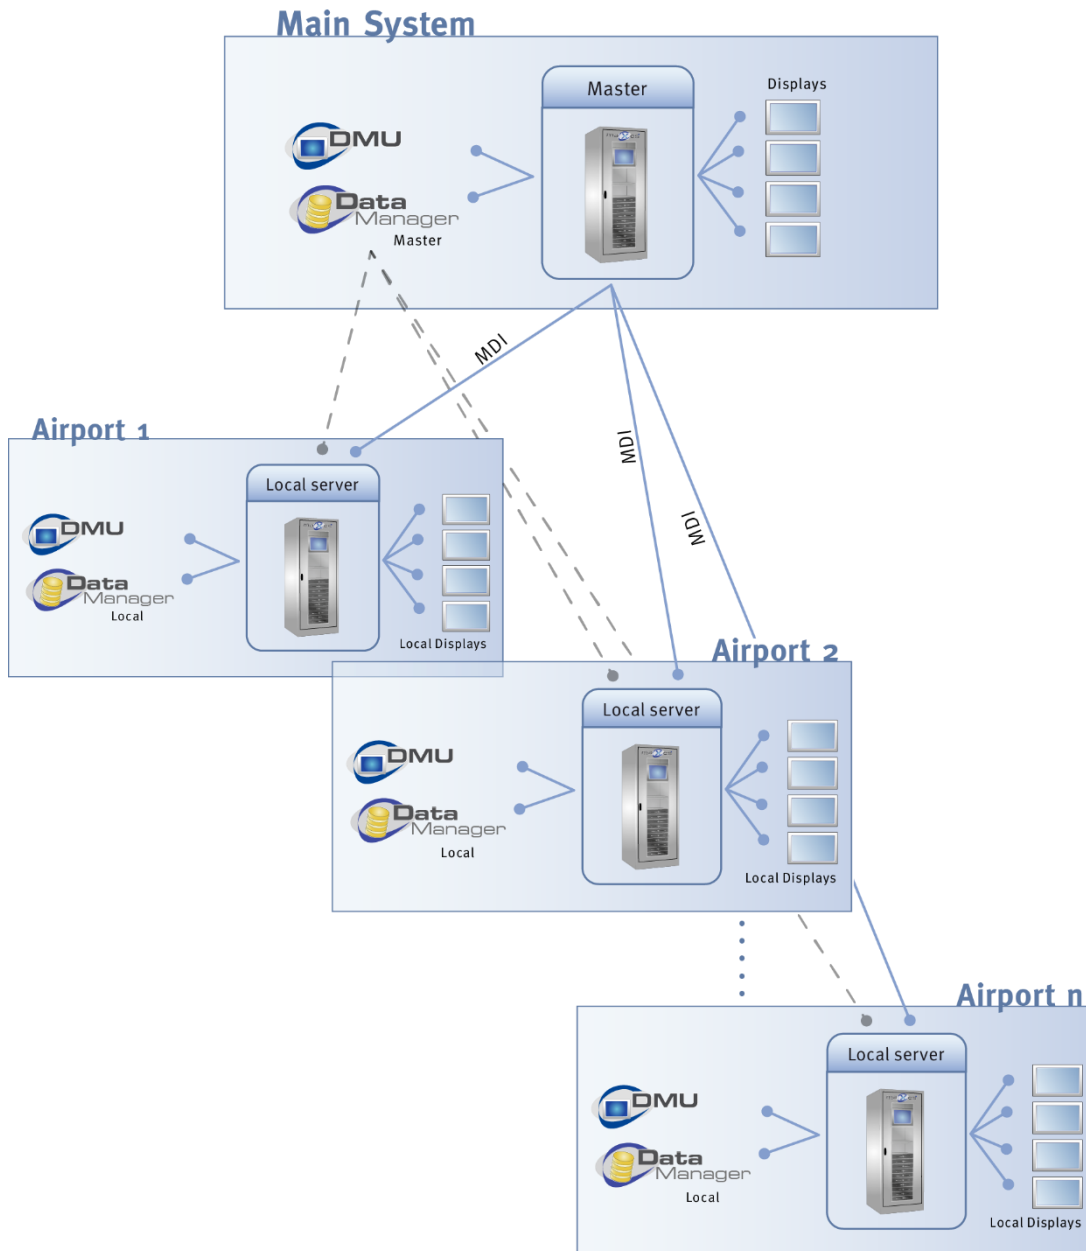 Main System
Master
Displays
DMU
Data
Manager
Master
MDI
MDI
MDI
Airport 1
Local server
DMU
Data
Manager
Local
Local Displays
Airport 2
Local server
DMU
Data
Manager
Local
Local Displays
Airport n
Local server
DMU
Data
Manager
Local
Local Displays